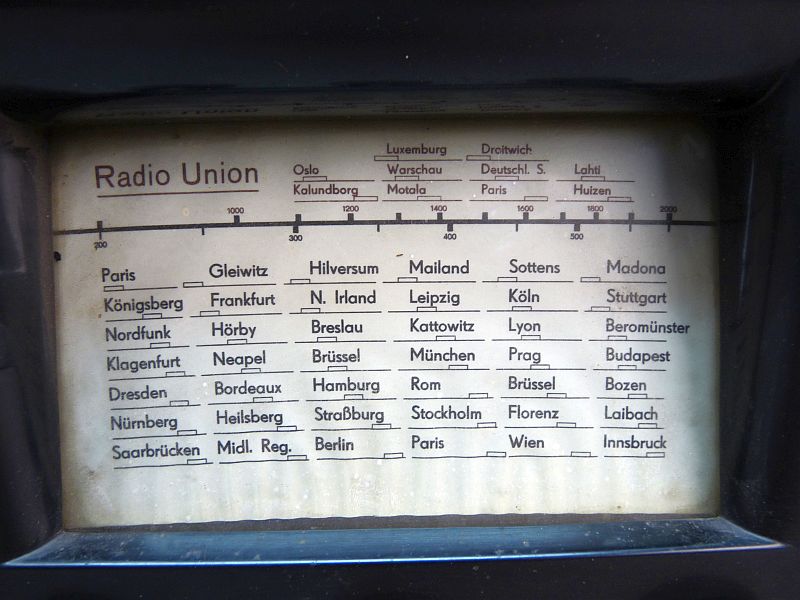 Luxemburg Droitwich
Radio Union Oslo Warschau Deutschl. S. Lahti
Kalundborg Motala Paris Huizen
1000 1200 1400 1600 1800 2000
200 300 400 500
Paris Gleiwitz Hilversum Mailand Sottens Madona
Königsberg Frankfurt N. Irland Leipzig Köln Stuttgart
Nordfunk Hörby Breslau Kattowitz Lyon Beromünster
Klagenfurt Neapel Brüssel München Prag Budapest
Dresden Bordeaux Hamburg Rom Brüssel Bozen
Nürnberg Heilsberg Straßburg Stockholm Florenz Laibach
Saarbrücken Midl. Reg. Berlin Paris Wien Innsbruck